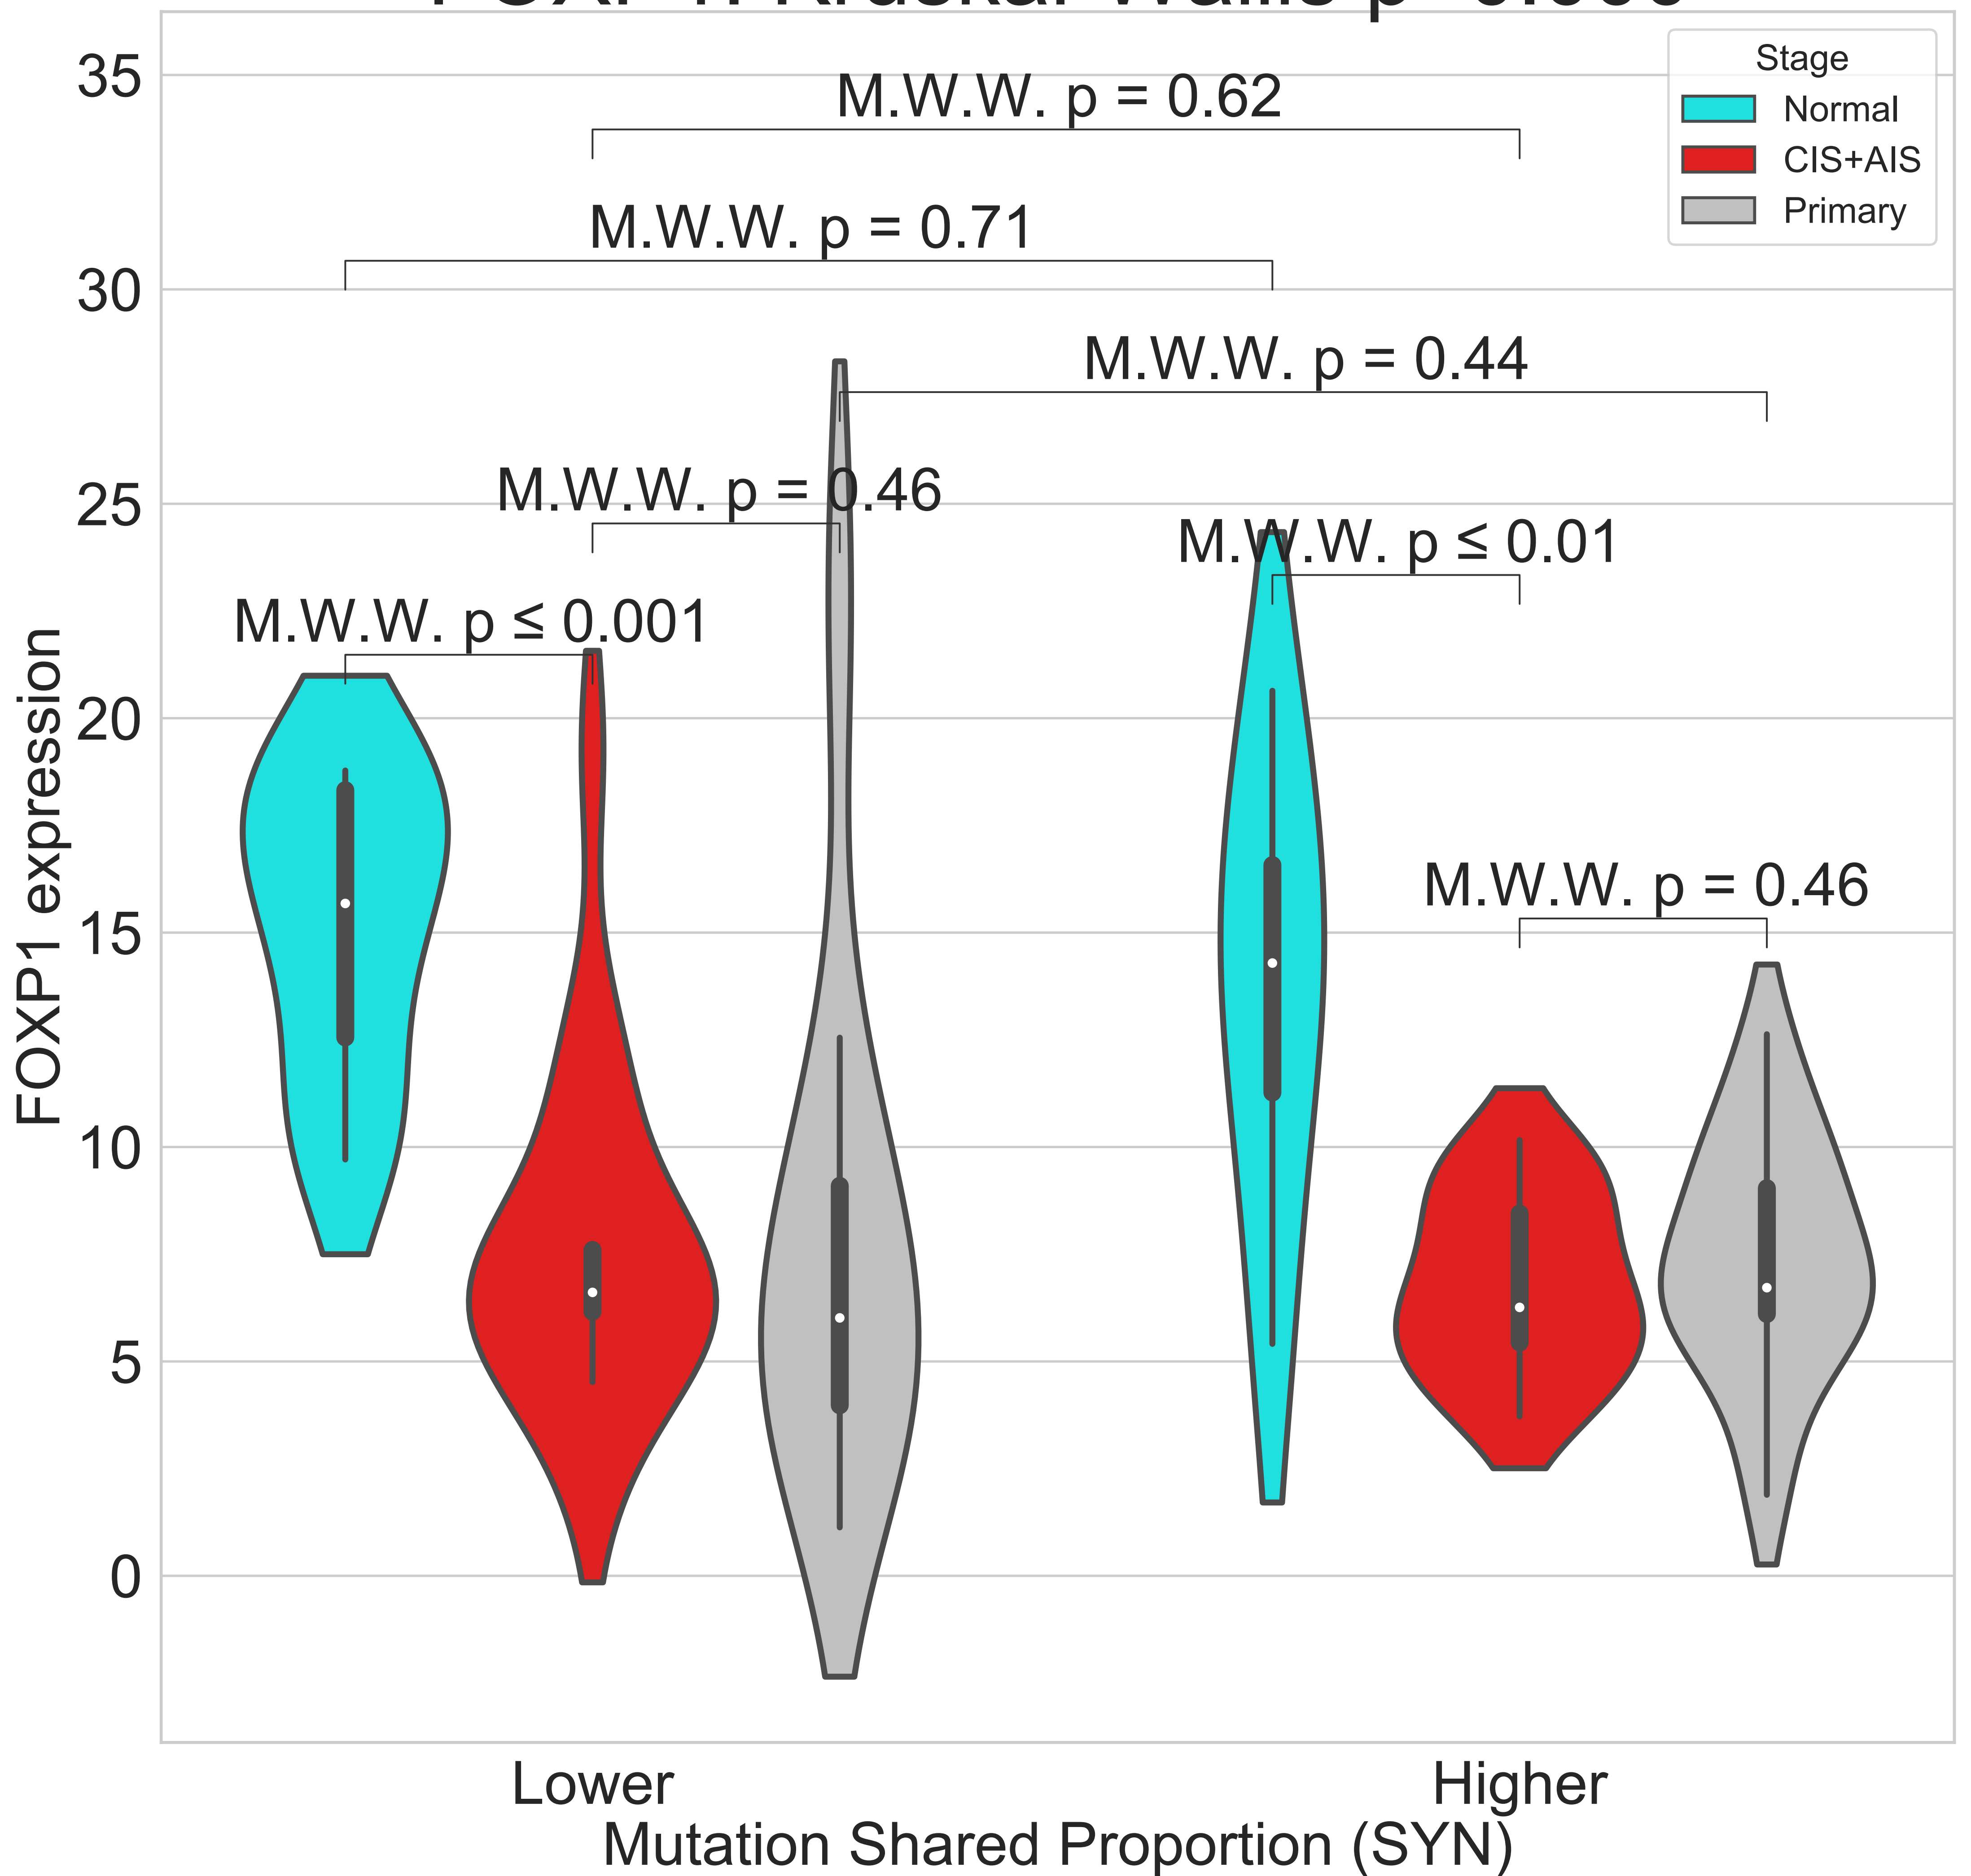 35
30
25
20
15
10
5
0
FOXP1 expression
Stage
Normal
CIS+AIS
Primary
M.W.W. p = 0.62
M.W.W. p = 0.71
M.W.W. p = 0.44
M.W.W. p = 0.46
M.W.W. p ≤ 0.01
M.W.W. p ≤ 0.001
M.W.W. p = 0.46
Lower
Higher
Mutation Shared Proportion (SYN)